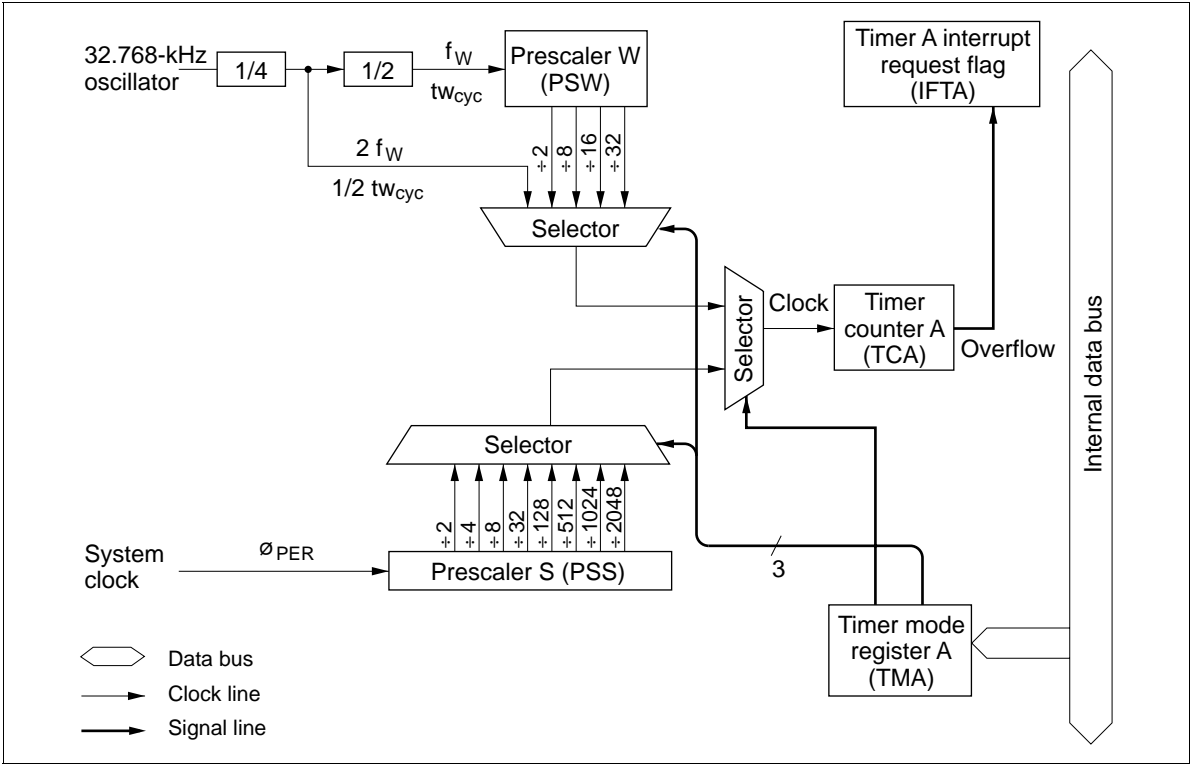 32.768-kHz
oscillator
1/4
1/2
fW
twcyc
Prescaler W
(PSW)
Timer A interrupt
request flag
(IFTA)
2 fW
1/2 twcyc
÷2
÷8
÷16
÷32
Selector
Selector
Clock
Timer
counter A
(TCA)
Overflow
Internal data bus
Selector
÷2
÷4
÷8
÷32
÷128
÷512
÷1024
÷2048
System
clock
øPER
Prescaler S (PSS)
3
Timer mode
register A
(TMA)
Data bus
Clock line
Signal line